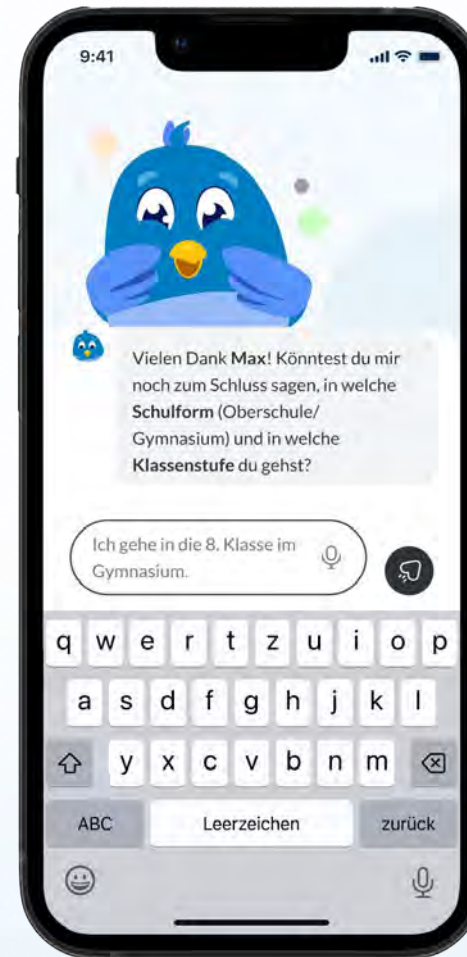 9:41
Vielen Dank Max! Könntest du mir
noch zum Schluss sagen, in welche
Schulform (Oberschule/
Gymnasium) und in welche
Klassenstufe du gehst?
Ich gehe in die 8. Klasse im
Gymnasium.
q w e r t z u i o p
a s d f g h j k l
y x c v b n m
ABC Leerzeichen zurück